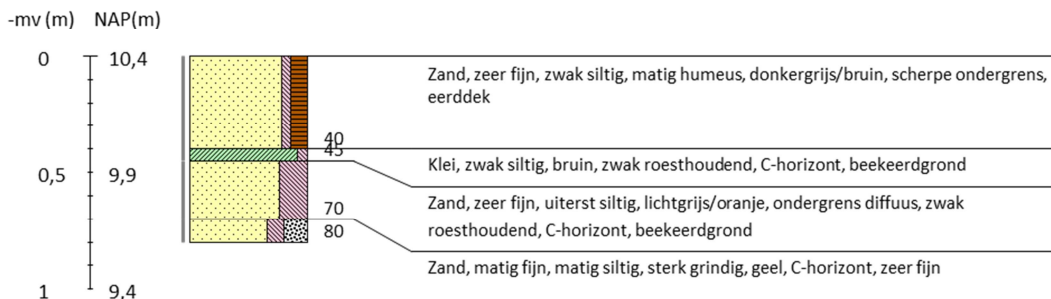 -mv (m) NAP(m)
0 10,4
Zand, zeer fijn, zwak siltig, matig humeus, donkergrijs/bruin, scherpe ondergrens,
eerddek
40
45
Klei, zwak siltig, bruin, zwak roesthoudend, C-horizont, beekeerdgrond
0,5 9,9
Zand, zeer fijn, uiterst siltig, lichtgrijs/oranje, ondergrens diffuus, zwak
70
roesthoudend, C-horizont, beekeerdgrond
80
Zand, matig fijn, matig siltig, sterk grindig, geel, C-horizont, zeer fijn
1 9,4